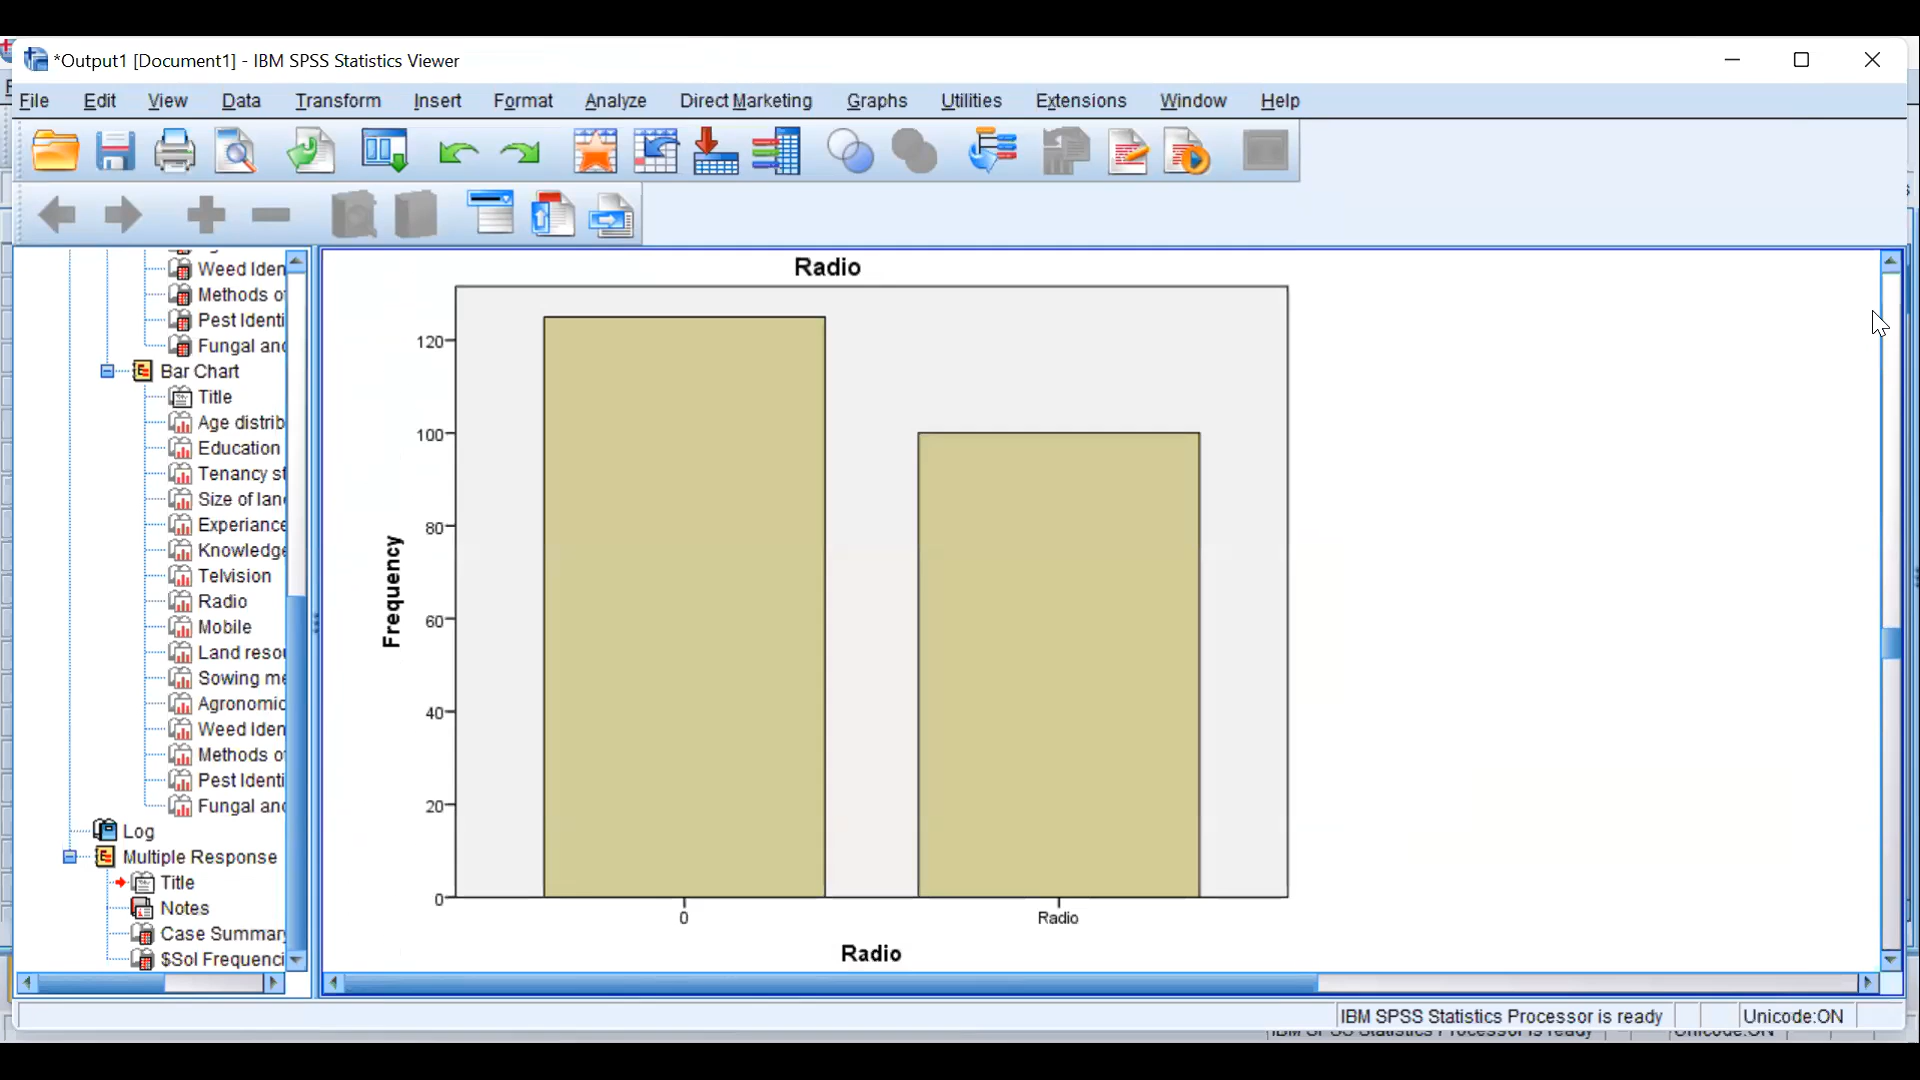 *Output1 [Document1] - IBM SPSS Statistics Viewer
File Edit View Data Transform Insert Format Analyze Direct Marketing Graphs Utilities Extensions Window Help
Weed Iden
Methods o
Pest Identi
Fungal and
Bar Chart
Title
Age distrib
Education
Tenancy st
Size of lan
Experiance
Knowledge
Telvision
Radio
Mobile
Land resou
Sowing me
Agronomic
Weed Iden
Methods o
Pest Identi
Fungal and
Log
Multiple Response
Title
Notes
Case Summar
$Sol Frequenci
Radio
120
100
80
60
40
20
0
Frequency
0 Radio
Radio
IBM SPSS Statistics Processor is ready Unicode:ON